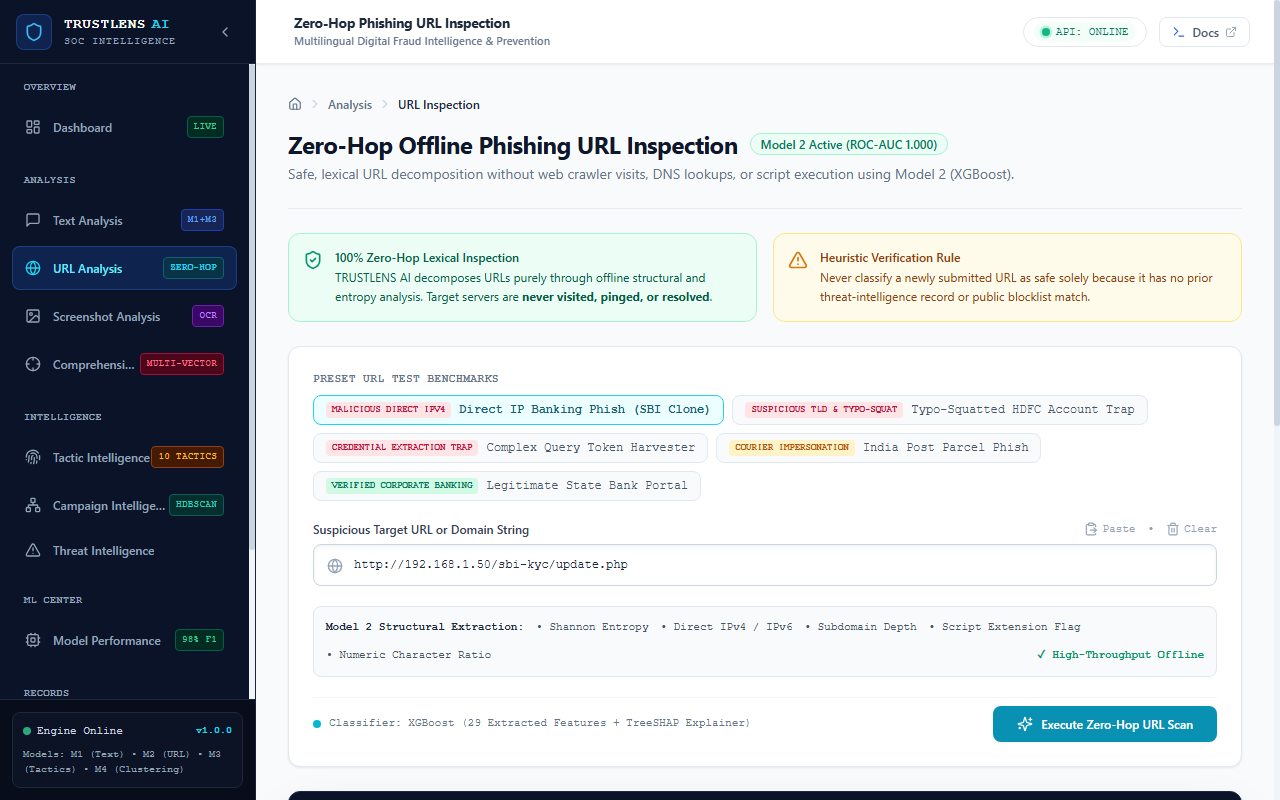 TRUSTLENS AI
SOC INTELLIGENCE
OVERVIEW
Dashboard LIVE
ANALYSIS
Text Analysis M1+M3
URL Analysis ZERO-HOP
Screenshot Analysis OCR
Comprehensi... MULTI-VECTOR
INTELLIGENCE
Tactic Intelligence 10 TACTICS
Campaign Intellige... HDBSCAN
Threat Intelligence
ML CENTER
Model Performance 98% F1
RECORDS
Engine Online v1.0.0
Models: M1 (Text) • M2 (URL) • M3
(Tactics) • M4 (Clustering)
Zero-Hop Phishing URL Inspection
Multilingual Digital Fraud Intelligence & Prevention
API: ONLINE
Docs
Analysis > URL Inspection
Zero-Hop Offline Phishing URL Inspection Model 2 Active (ROC-AUC 1.000)
Safe, lexical URL decomposition without web crawler visits, DNS lookups, or script execution using Model 2 (XGBoost).
100% Zero-Hop Lexical Inspection
TRUSTLENS AI decomposes URLs purely through offline structural and
entropy analysis. Target servers are never visited, pinged, or resolved.
Heuristic Verification Rule
Never classify a newly submitted URL as safe solely because it has no prior
threat-intelligence record or public blocklist match.
PRESET URL TEST BENCHMARKS
MALICIOUS DIRECT IPV4 Direct IP Banking Phish (SBI Clone)
SUSPICIOUS TLD & TYPO-SQUAT Typo-Squatted HDFC Account Trap
CREDENTIAL EXTRACTION TRAP Complex Query Token Harvester
COURIER IMPERSONATION India Post Parcel Phish
VERIFIED CORPORATE BANKING Legitimate State Bank Portal
Suspicious Target URL or Domain String
Paste • Clear
http://192.168.1.50/sbi-kyc/update.php
Model 2 Structural Extraction: • Shannon Entropy • Direct IPv4 / IPv6 • Subdomain Depth • Script Extension Flag
• Numeric Character Ratio ✓ High-Throughput Offline
Classifier: XGBoost (29 Extracted Features + TreeSHAP Explainer)
Execute Zero-Hop URL Scan